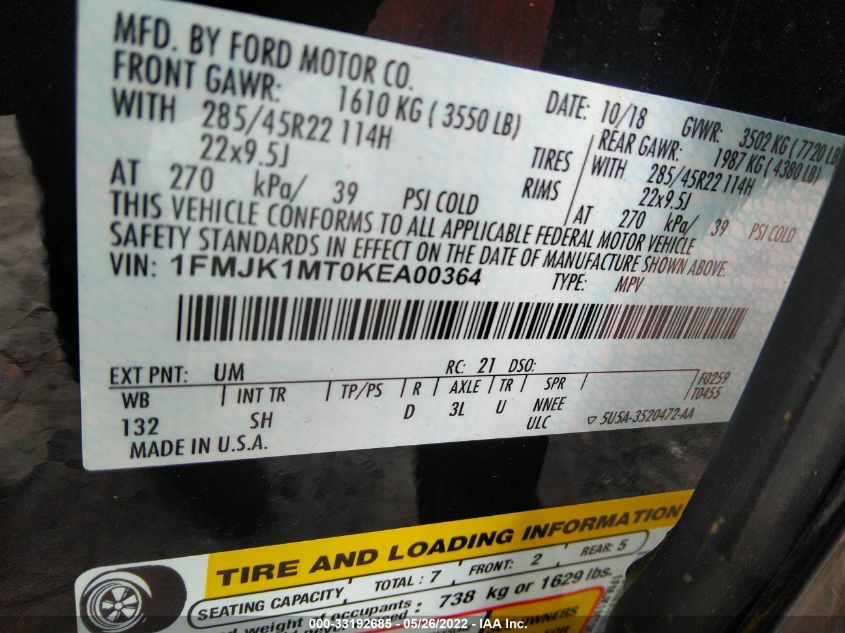 MFD. BY FORD MOTOR CO.
DATE: 10/18 GVWR: 3502 KG (7720 LB
FRONT GAWR: 1610 KG (3550 LB)
REAR GAWR: 1987 KG (4380 LB)
WITH 285/45R22 114H TIRES
WITH 285/45R22 114H
22x9.5J RIMS
22x9.5J
AT 270 kPa/ 39 PSI COLD
AT 270 kPa/ 39 PSI COLD
THIS VEHICLE CONFORMS TO ALL APPLICABLE FEDERAL MOTOR VEHICLE
SAFETY STANDARDS IN EFFECT ON THE DATE OF MANUFACTURE SHOWN ABOVE.
VIN: 1FMJK1MT0KEA00364 TYPE: MPV
EXT PNT: UM RC: 21 DSO:
WB INT TR TP/PS R AXLE TR SPR F0259
T0455
132 SH D 3L U NNEE
ULC ▽ 5U5A-3520472-AA
MADE IN U.S.A.
TIRE AND LOADING INFORMATION
SEATING CAPACITY TOTAL: 7 FRONT: 2 REAR: 5
weight of occupants 738 kg or 1629 lbs.
OWNERS
FOR
000-33192685 - 05/26/2022 - IAA Inc.